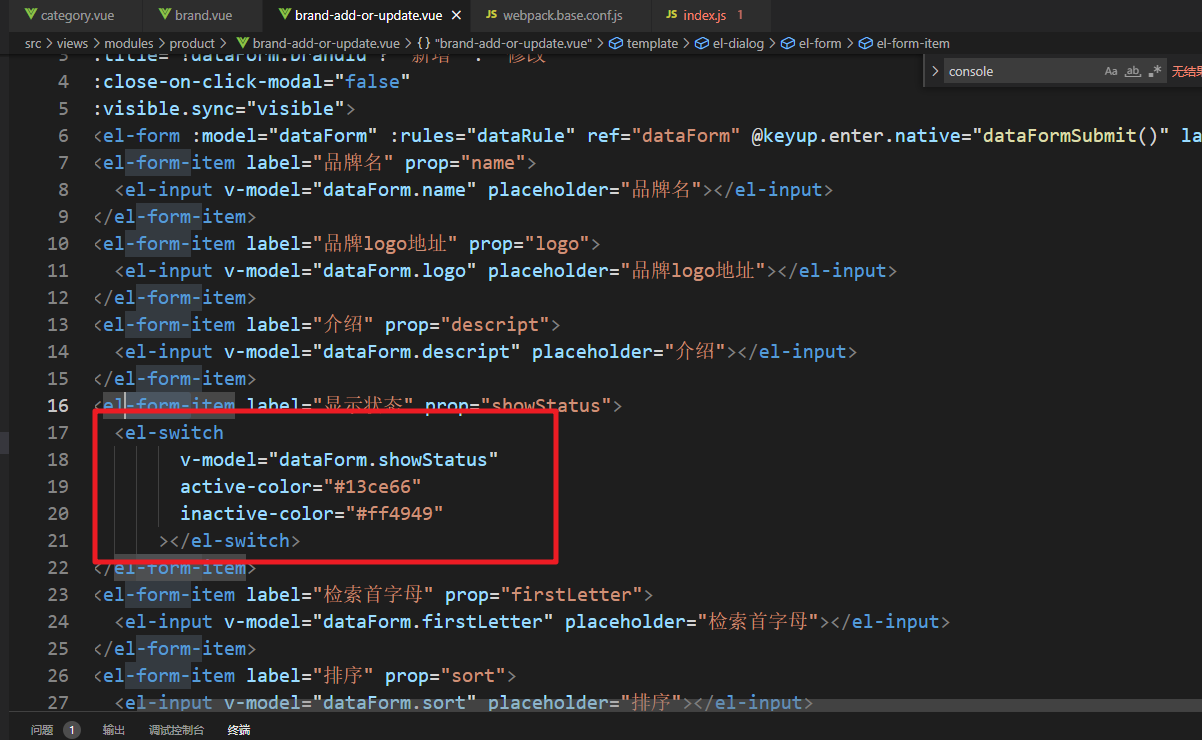 category.vue brand.vue brand-add-or-update.vue × JS webpack.base.conf.js JS index.js 1
src > views > modules > product > brand-add-or-update.vue > {} "brand-add-or-update.vue" > template > el-dialog > el-form > el-form-item
3 :title="!dataForm.brandId ? '新增' : '修改'
console Aa ab .* 无结果
4 :close-on-click-modal="false"
5 :visible.sync="visible">
6 <el-form :model="dataForm" :rules="dataRule" ref="dataForm" @keyup.enter.native="dataFormSubmit()" la
7 <el-form-item label="品牌名" prop="name">
8 <el-input v-model="dataForm.name" placeholder="品牌名"></el-input>
9 </el-form-item>
10 <el-form-item label="品牌logo地址" prop="logo">
11 <el-input v-model="dataForm.logo" placeholder="品牌logo地址"></el-input>
12 </el-form-item>
13 <el-form-item label="介绍" prop="descript">
14 <el-input v-model="dataForm.descript" placeholder="介绍"></el-input>
15 </el-form-item>
16 <el-form-item label="显示状态" prop="showStatus">
17 <el-switch
18 v-model="dataForm.showStatus"
19 active-color="#13ce66"
20 inactive-color="#ff4949"
21 ></el-switch>
22 </el-form-item>
23 <el-form-item label="检索首字母" prop="firstLetter">
24 <el-input v-model="dataForm.firstLetter" placeholder="检索首字母"></el-input>
25 </el-form-item>
26 <el-form-item label="排序" prop="sort">
27 <el-input v-model="dataForm.sort" placeholder="排序"></el-input>
问题 1 输出 调试控制台 终端